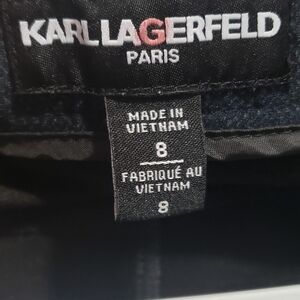 KARL LAGERFELD
PARIS
MADE IN
VIETNAM
8
FABRIQUÉ AU
VIETNAM
8